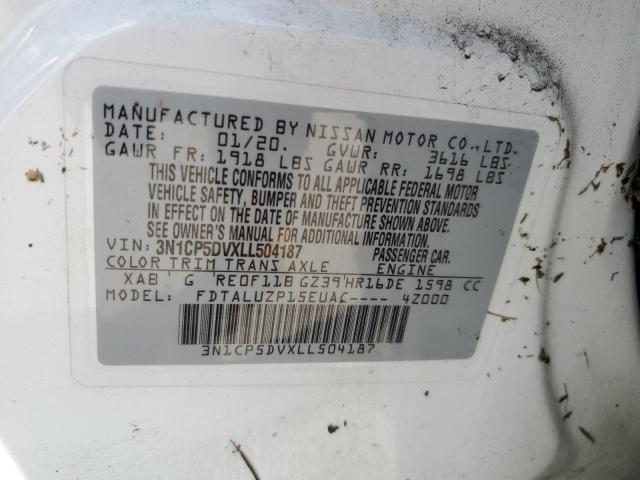 MANUFACTURED BY NISSAN MOTOR CO.,LTD.
DATE: 01/20. GVWR: 3616 LBS
GAWR FR: 1918 LBS GAWR RR: 1698 LBS
THIS VEHICLE CONFORMS TO ALL APPLICABLE FEDERAL MOTOR
VEHICLE SAFETY, BUMPER AND THEFT PREVENTION STANDARDS
IN EFFECT ON THE DATE OF MANUFACTURE SHOWN ABOVE.
SEE OWNER'S MANUAL FOR ADDITIONAL INFORMATION.
VIN: 3N1CP5DVXLL504187 PASSENGER CAR.
COLOR TRIM TRANS AXLE ENGINE
XAB ' G 'RE0F11B GZ39'HR16DE 1598 CC
MODEL: FDTALUZP15EUAC---- 4Z000
3N1CP5DVXLL504187